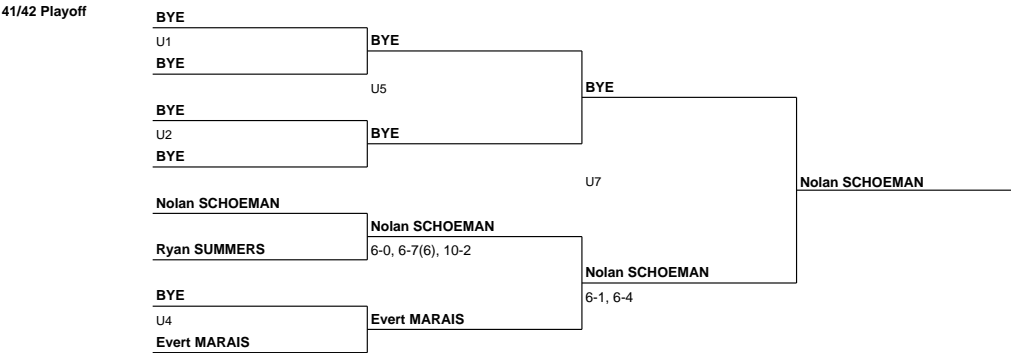 41/42 Playoff
BYE
U1
BYE
BYE
U5
BYE
BYE
U2
BYE
BYE
U7
Nolan SCHOEMAN
Nolan SCHOEMAN
Nolan SCHOEMAN
Ryan SUMMERS
6-0, 6-7(6), 10-2
Nolan SCHOEMAN
6-1, 6-4
BYE
U4
Evert MARAIS
Evert MARAIS